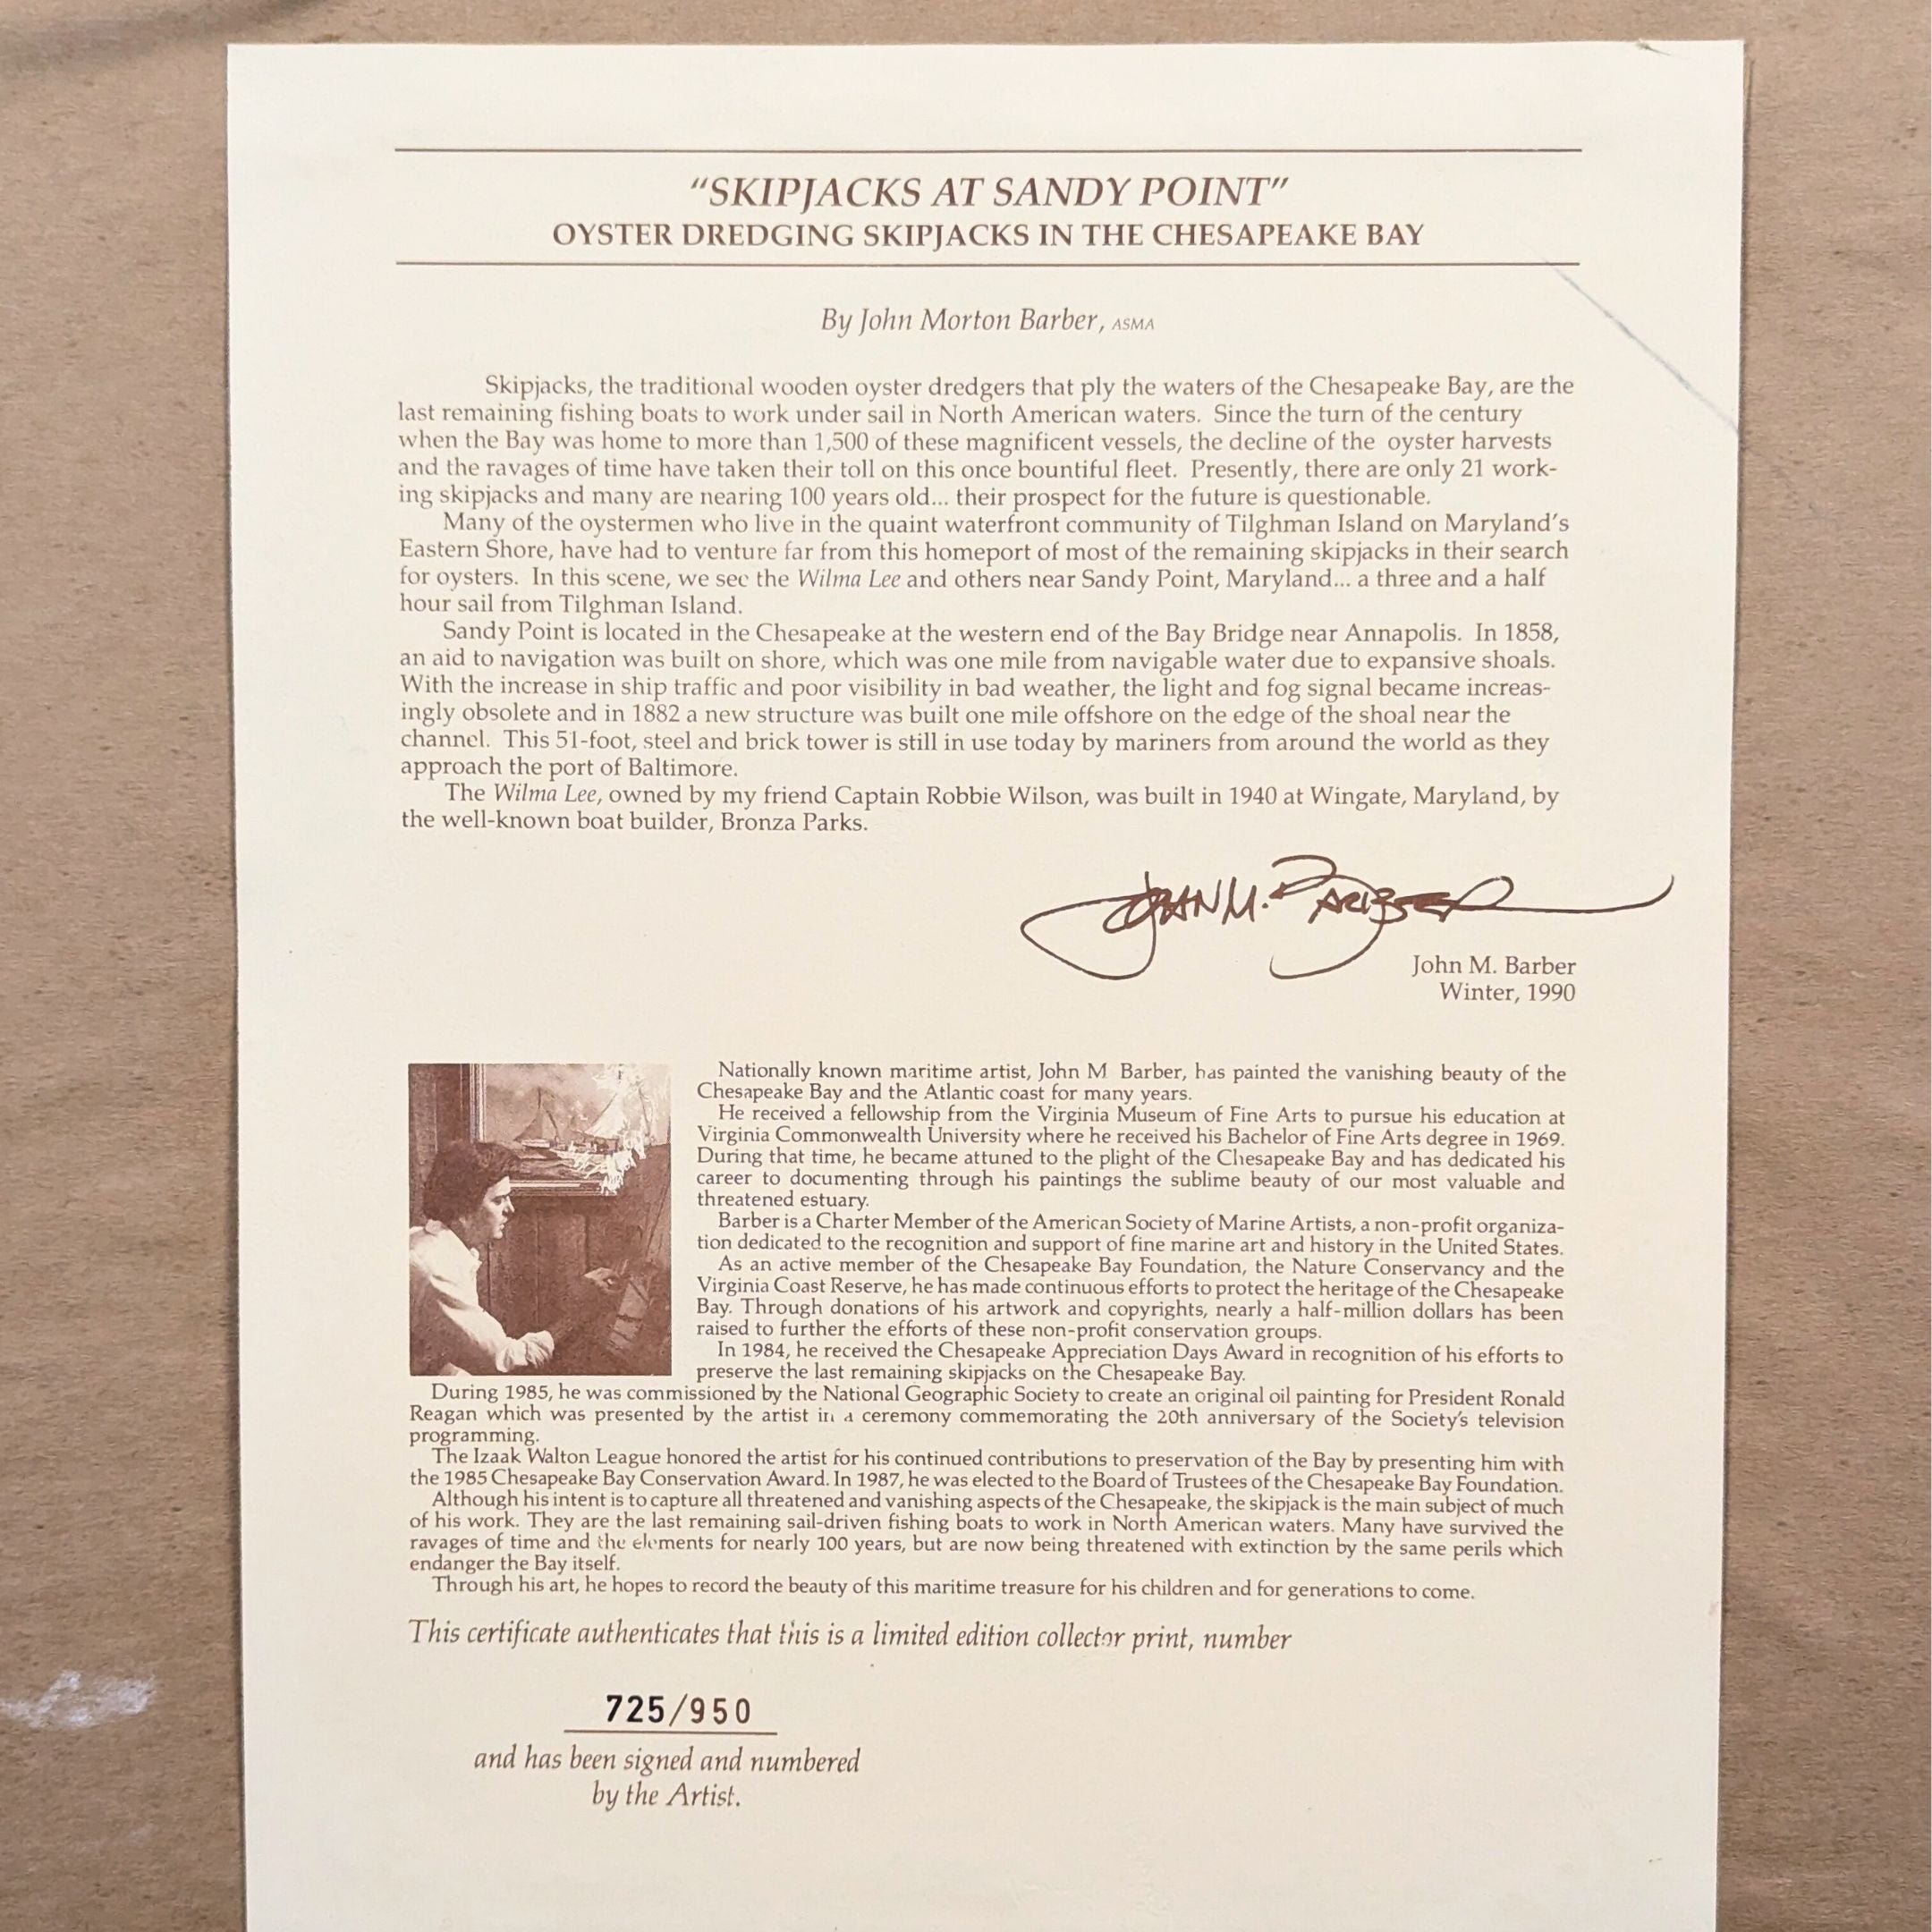 “SKIPJACKS AT SANDY POINT”
OYSTER DREDGING SKIPJACKS IN THE CHESAPEAKE BAY
By John Morton Barber, ASMA
Skipjacks, the traditional wooden oyster dredgers that ply the waters of the Chesapeake Bay, are the
last remaining fishing boats to work under sail in North American waters. Since the turn of the century
when the Bay was home to more than 1,500 of these magnificent vessels, the decline of the oyster harvests
and the ravages of time have taken their toll on this once bountiful fleet. Presently, there are only 21 work-
ing skipjacks and many are nearing 100 years old... their prospect for the future is questionable.
Many of the oystermen who live in the quaint waterfront community of Tilghman Island on Maryland’s
Eastern Shore, have had to venture far from this homeport of most of the remaining skipjacks in their search
for oysters. In this scene, we see the Wilma Lee and others near Sandy Point, Maryland... a three and a half
hour sail from Tilghman Island.
Sandy Point is located in the Chesapeake at the western end of the Bay Bridge near Annapolis. In 1858,
an aid to navigation was built on shore, which was one mile from navigable water due to expansive shoals.
With the increase in ship traffic and poor visibility in bad weather, the light and fog signal became increas-
ingly obsolete and in 1882 a new structure was built one mile offshore on the edge of the shoal near the
channel. This 51-foot, steel and brick tower is still in use today by mariners from around the world as they
approach the port of Baltimore.
The Wilma Lee, owned by my friend Captain Robbie Wilson, was built in 1940 at Wingate, Maryland, by
the well-known boat builder, Bronza Parks.
John M. Barber
John M. Barber
Winter, 1990
Nationally known maritime artist, John M Barber, has painted the vanishing beauty of the
Chesapeake Bay and the Atlantic coast for many years.
He received a fellowship from the Virginia Museum of Fine Arts to pursue his education at
Virginia Commonwealth University where he received his Bachelor of Fine Arts degree in 1969.
During that time, he became attuned to the plight of the Chesapeake Bay and has dedicated his
career to documenting through his paintings the sublime beauty of our most valuable and
threatened estuary.
Barber is a Charter Member of the American Society of Marine Artists, a non-profit organiza-
tion dedicated to the recognition and support of fine marine art and history in the United States.
As an active member of the Chesapeake Bay Foundation, the Nature Conservancy and the
Virginia Coast Reserve, he has made continuous efforts to protect the heritage of the Chesapeake
Bay. Through donations of his artwork and copyrights, nearly a half-million dollars has been
raised to further the efforts of these non-profit conservation groups.
In 1984, he received the Chesapeake Appreciation Days Award in recognition of his efforts to
preserve the last remaining skipjacks on the Chesapeake Bay.
During 1985, he was commissioned by the National Geographic Society to create an original oil painting for President Ronald
Reagan which was presented by the artist in a ceremony commemorating the 20th anniversary of the Society’s television
programming.
The Izaak Walton League honored the artist for his continued contributions to preservation of the Bay by presenting him with
the 1985 Chesapeake Bay Conservation Award. In 1987, he was elected to the Board of Trustees of the Chesapeake Bay Foundation.
Although his intent is to capture all threatened and vanishing aspects of the Chesapeake, the skipjack is the main subject of much
of his work. They are the last remaining sail-driven fishing boats to work in North American waters. Many have survived the
ravages of time and the elements for nearly 100 years, but are now being threatened with extinction by the same perils which
endanger the Bay itself.
Through his art, he hopes to record the beauty of this maritime treasure for his children and for generations to come.
This certificate authenticates that this is a limited edition collector print, number
725/950
and has been signed and numbered
by the Artist.